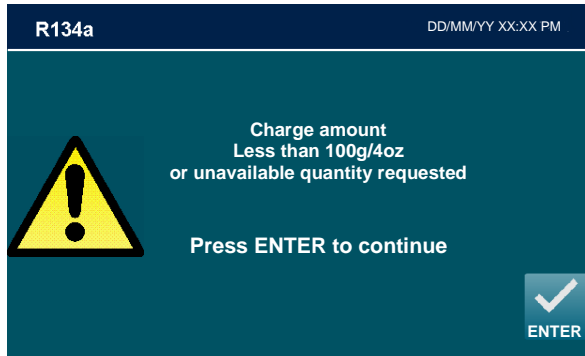 R134a
DD/MM/YY XX:XX PM
Charge amount
Less than 100g/4oz
or unavailable quantity requested
Press ENTER to continue
ENTER